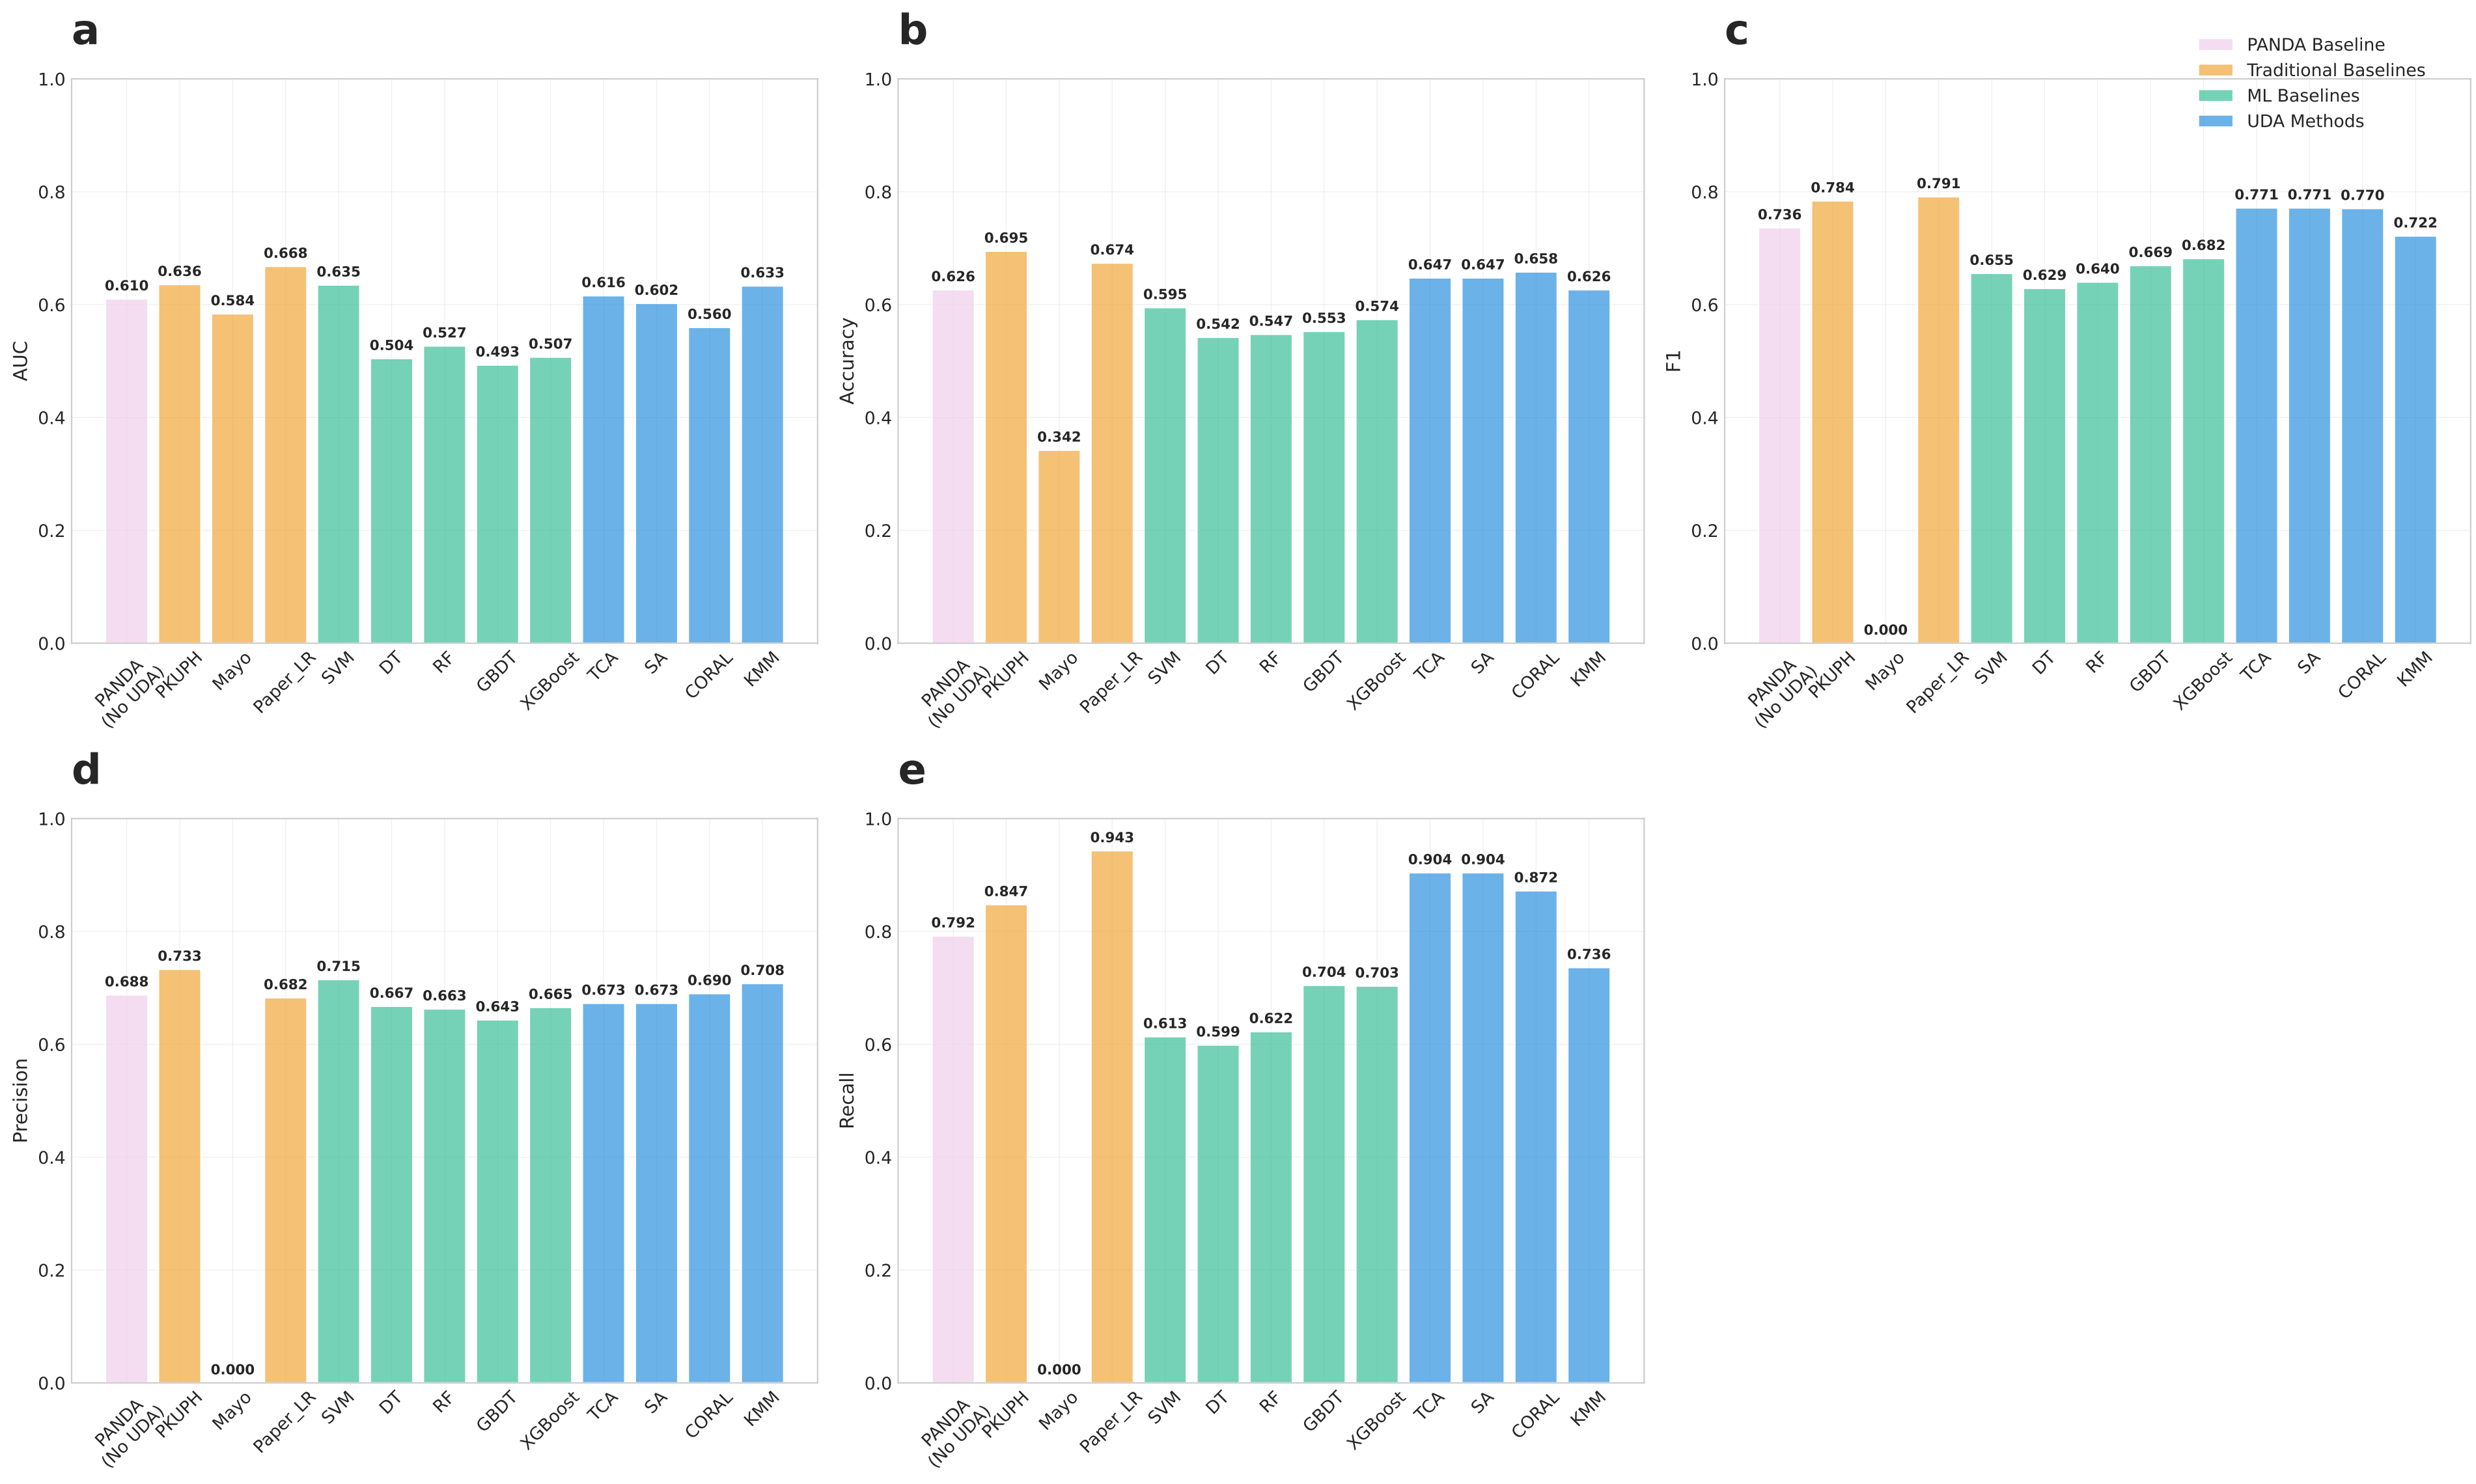 a
1.0
0.8
0.6
0.4
0.2
0.0
AUC
0.610
0.636
0.584
0.668
0.635
0.504
0.527
0.493
0.507
0.616
0.602
0.560
0.633
PANDA
(No UDA)
PKUPH
Mayo
Paper_LR
SVM
DT
RF
GBDT
XGBoost
TCA
SA
CORAL
KMM
b
1.0
0.8
0.6
0.4
0.2
0.0
Accuracy
0.626
0.695
0.342
0.674
0.595
0.542
0.547
0.553
0.574
0.647
0.647
0.658
0.626
PANDA
(No UDA)
PKUPH
Mayo
Paper_LR
SVM
DT
RF
GBDT
XGBoost
TCA
SA
CORAL
KMM
c
PANDA Baseline
Traditional Baselines
ML Baselines
UDA Methods
1.0
0.8
0.6
0.4
0.2
0.0
F1
0.736
0.784
0.000
0.791
0.655
0.629
0.640
0.669
0.682
0.771
0.771
0.770
0.722
PANDA
(No UDA)
PKUPH
Mayo
Paper_LR
SVM
DT
RF
GBDT
XGBoost
TCA
SA
CORAL
KMM
d
1.0
0.8
0.6
0.4
0.2
0.0
Precision
0.688
0.733
0.000
0.682
0.715
0.667
0.663
0.643
0.665
0.673
0.673
0.690
0.708
PANDA
(No UDA)
PKUPH
Mayo
Paper_LR
SVM
DT
RF
GBDT
XGBoost
TCA
SA
CORAL
KMM
e
1.0
0.8
0.6
0.4
0.2
0.0
Recall
0.792
0.847
0.000
0.943
0.613
0.599
0.622
0.704
0.703
0.904
0.904
0.872
0.736
PANDA
(No UDA)
PKUPH
Mayo
Paper_LR
SVM
DT
RF
GBDT
XGBoost
TCA
SA
CORAL
KMM